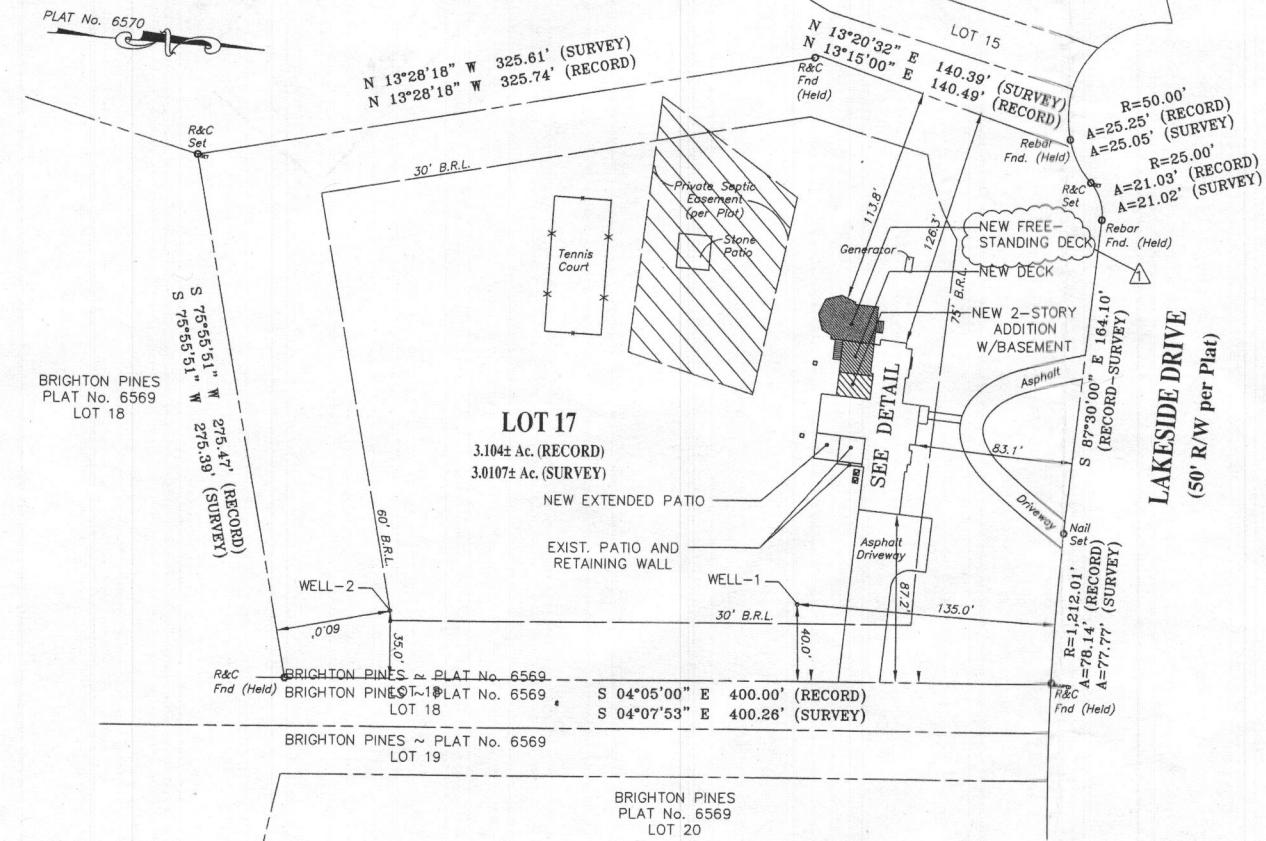 PLAT No. 6570
N 13°28'18" W 325.61' (SURVEY)
N 13°28'18" W 325.74' (RECORD)
N 13°20'32" E 140.39' (SURVEY)
N 13°15'00" E 140.49' (RECORD)
LOT 15
R&C
Fnd
(Held)
R=50.00'
A=25.25' (RECORD)
A=25.05' (SURVEY)
Rebar
Fnd. (Held)
R=25.00'
A=21.03' (RECORD)
A=21.02' (SURVEY)
R&C
Set
Rebar
Fnd. (Held)
R&C
Set
30' B.R.L.
Private Septic
Easement
(per Plat)
Stone
Patio
Tennis
Court
113.8'
126.3'
Generator
NEW FREE-
STANDING DECK
1
NEW DECK
75' B.R.L.
NEW 2-STORY
ADDITION
W/BASEMENT
S 87°30'00" E 164.10'
(RECORD-SURVEY)
LAKESIDE DRIVE
(50' R/W per Plat)
Asphalt
Driveway
83.1'
SEE DETAIL
S 75°55'51" W 275.47' (RECORD)
S 75°55'51" W 275.39' (SURVEY)
BRIGHTON PINES
PLAT No. 6569
LOT 18
LOT 17
3.104± Ac. (RECORD)
3.0107± Ac. (SURVEY)
NEW EXTENDED PATIO
EXIST. PATIO AND
RETAINING WALL
Asphalt
Driveway
Nail
Set
R=1,212.01'
A=78.14' (RECORD)
A=77.77' (SURVEY)
60' B.R.L.
WELL-2
WELL-1
60.0'
35.0'
30' B.R.L.
40.0'
87.2'
135.0'
R&C
Fnd (Held)
BRIGHTON PINES ~ PLAT No. 6569
LOT 18
BRIGHTON PINES ~ PLAT No. 6569
LOT 18
S 04°05'00" E 400.00' (RECORD)
S 04°07'53" E 400.26' (SURVEY)
R&C
Fnd (Held)
BRIGHTON PINES ~ PLAT No. 6569
LOT 19
BRIGHTON PINES
PLAT No. 6569
LOT 20